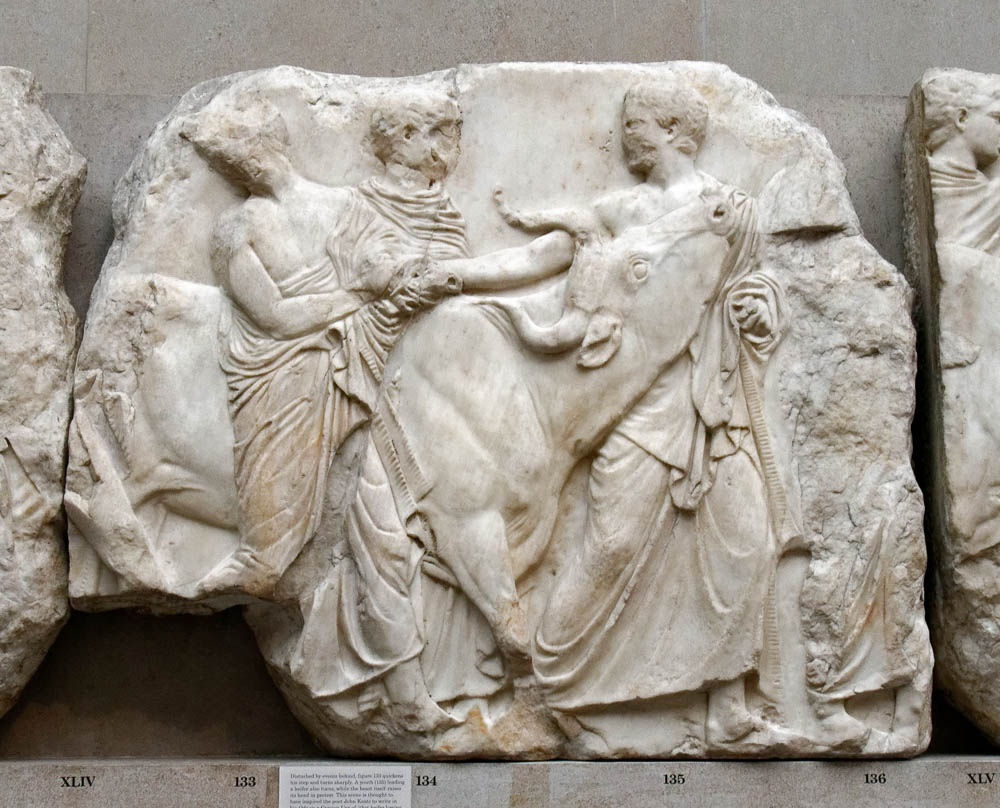 XLIV
133
Disturbed by events behind, figure 133 quickens
his step and turns sharply. A youth (135) leading
a heifer also turns, while the beast itself raises
its head in protest. This scene is thought to
have inspired the poet John Keats to write in
134
135
136
XLV